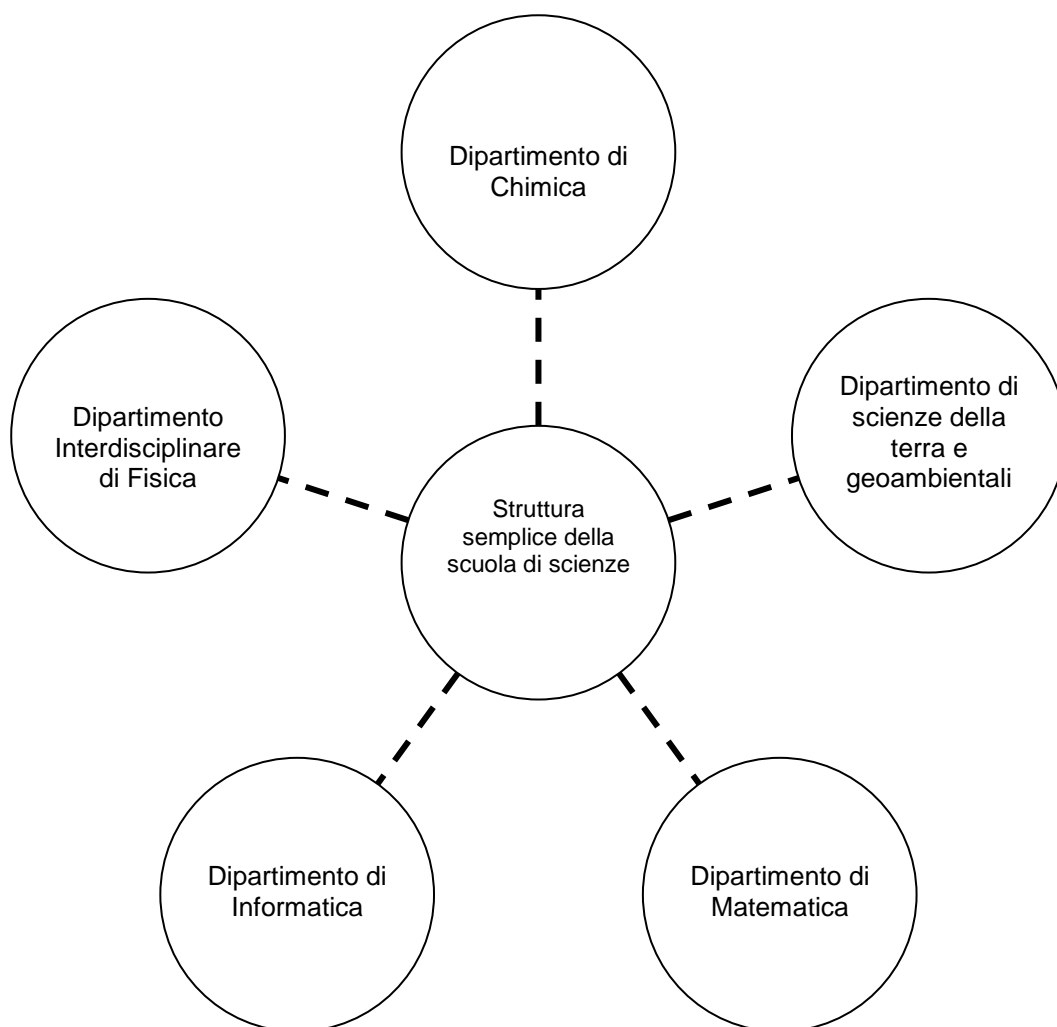 Dipartimento di
Chimica
Dipartimento
Interdisciplinare
di Fisica
Dipartimento di
scienze della
terra e
geoambientali
Struttura
semplice della
scuola di scienze
Dipartimento di
Informatica
Dipartimento di
Matematica